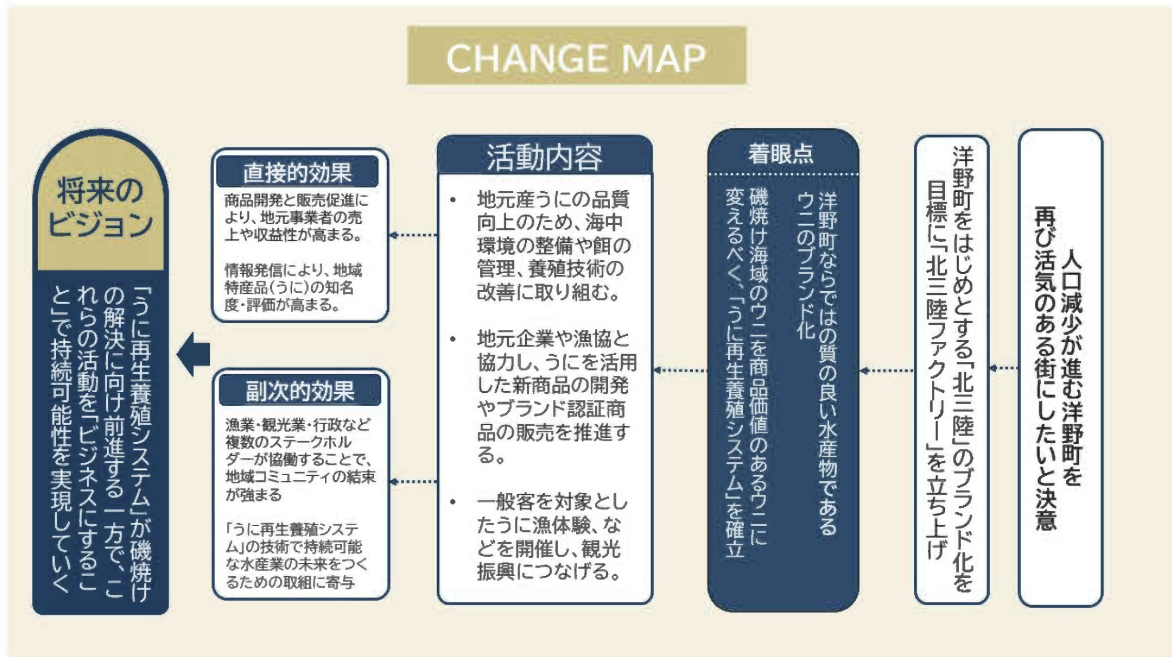 CHANGE MAP
人口減少が進む洋野町を
再び活気のある街にしたいと決意
洋野町をはじめとする「北三陸」のブランド化を
目標に「北三陸ファクトリー」を立ち上げ
着眼点
洋野町ならではの質の良い水産物である
ウニのブランド化
磯焼け海域のウニを商品価値のあるウニに
変えるべく、「うに再生養殖システム」を確立
活動内容
• 地元産うにの品質
向上のため、海中
環境の整備や餌の
管理、養殖技術の
改善に取り組む。
• 地元企業や漁協と
協力し、うにを活用
した新商品の開発
やブランド認証商
品の販売を推進す
る。
• 一般客を対象とし
たうに漁体験、な
どを開催し、観光
振興につなげる。
直接的効果
商品開発と販売促進に
より、地元事業者の売
上や収益性が高まる。
情報発信により、地域
特産品(うに)の知名
度・評価が高まる。
副次的効果
漁業・観光業・行政など
複数のステークホル
ダーが協働することで、
地域コミュニティの結束
が強まる
「うに再生養殖システ
ム」の技術で持続可能
な水産業の未来をつく
るための取組に寄与
将来の
ビジョン
「うに再生養殖システム」が磯焼け
の解決に向け前進する一方で、こ
れらの活動を「ビジネスにするこ
と」で持続可能性を実現していく